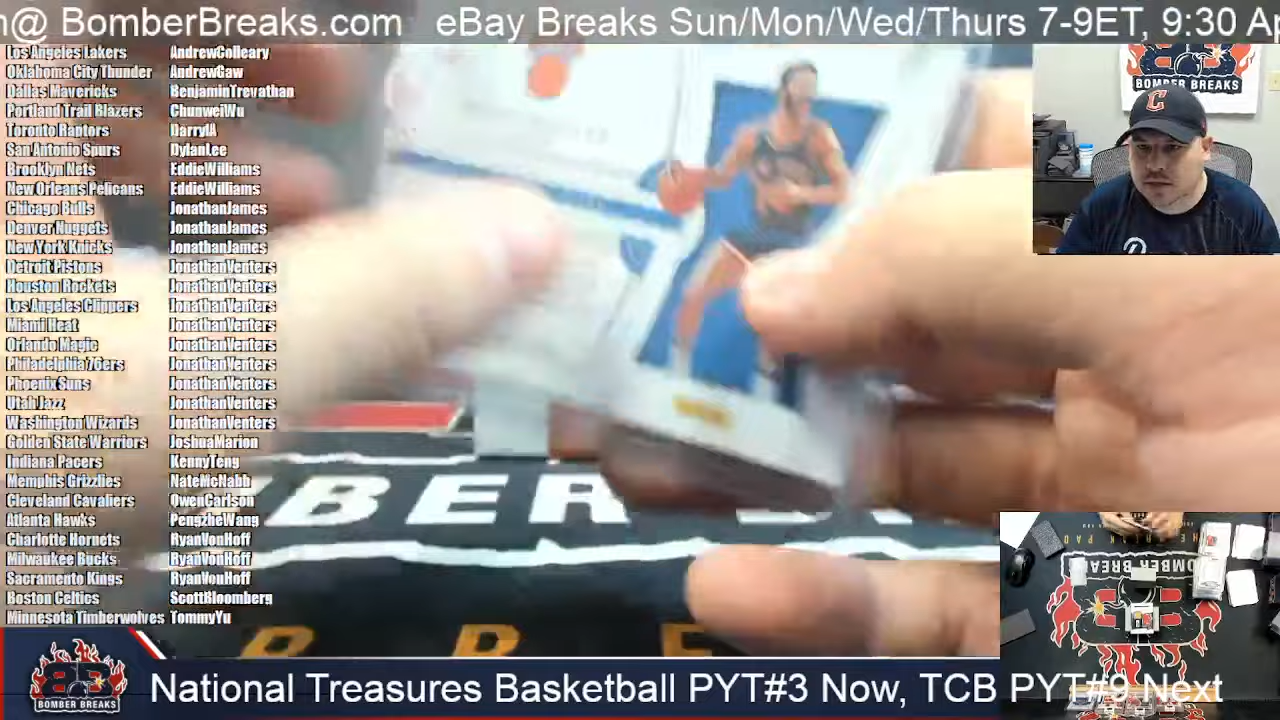 n@ BomberBreaks.com eBay Breaks Sun/Mon/Wed/Thurs 7-9ET, 9:30 Ap
Los Angeles Lakers AndrewColleary
Oklahoma City Thunder AndrewGaw
Dallas Mavericks BenjaminTrevathan
Portland Trail Blazers ChunweiWu
Toronto Raptors DarrylA
San Antonio Spurs DylanLee
Brooklyn Nets EddieWilliams
New Orleans Pelicans EddieWilliams
Chicago Bulls JonathanJames
Denver Nuggets JonathanJames
New York Knicks JonathanJames
Detroit Pistons JonathanVenters
Houston Rockets JonathanVenters
Los Angeles Clippers JonathanVenters
Miami Heat JonathanVenters
Orlando Magic JonathanVenters
Philadelphia 76ers JonathanVenters
Phoenix Suns JonathanVenters
Utah Jazz JonathanVenters
Washington Wizards JonathanVenters
Golden State Warriors JoshuaMarion
Indiana Pacers KennyTeng
Memphis Grizzlies NateMcNabb
Cleveland Cavaliers OwenCarlson
Atlanta Hawks PengzheWang
Charlotte Hornets RyanVonHoff
Milwaukee Bucks RyanVonHoff
Sacramento Kings RyanVonHoff
Boston Celtics ScottBloomberg
Minnesota Timberwolves TommyYu
BOMBER BREAKS
C
MBER
BOMBER BREAKS
National Treasures Basketball PYT#3 Now, TCB PYT#9 Next